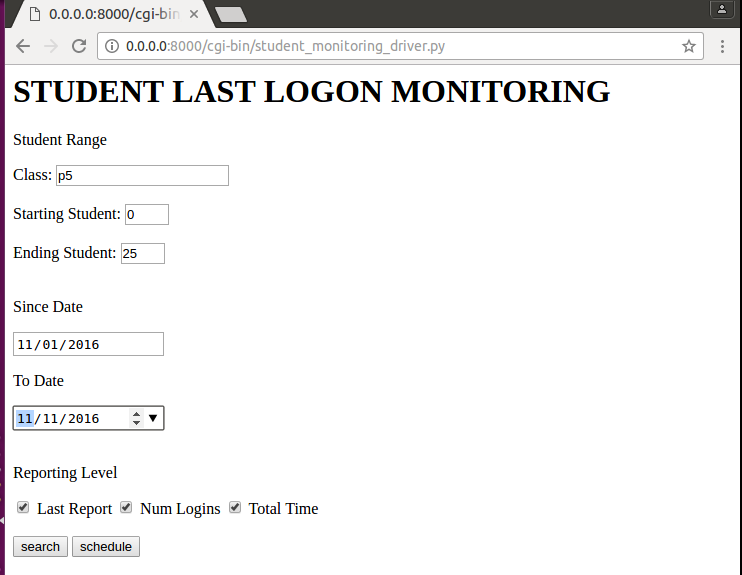 0.0.0.0:8000/cgi-bin
0.0.0.0:8000/cgi-bin/student_monitoring_driver.py
STUDENT LAST LOGON MONITORING
Student Range
Class: p5
Starting Student: 0
Ending Student: 25
Since Date
11/01/2016
To Date
11/11/2016
Reporting Level
Last Report Num Logins Total Time
search schedule